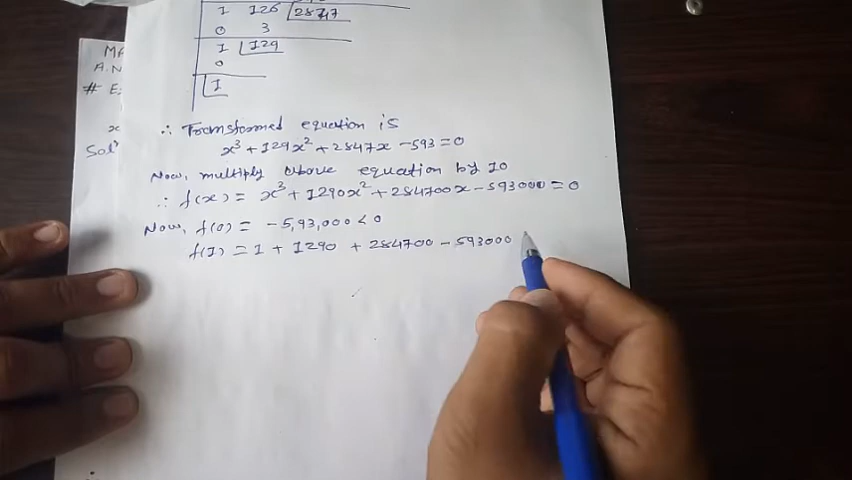 1 126 2847
0 3
1 129
0
1
MA
A.N
# E
x
Sol
∴ Transformed equation is
x³ + 129x² + 2847x - 593 = 0
Now, multiply above equation by 10
∴ f(x) = x³ + 1290x² + 284700x - 593000 = 0
Now, f(0) = -5,93,000 < 0
f(1) = 1 + 1290 + 284700 - 593000